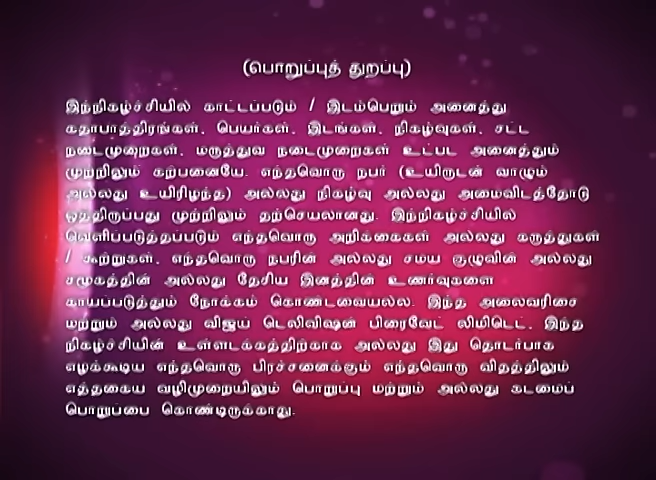 (பொறுப்புத் துறப்பு)
இந்நிகழ்ச்சியில் காட்டப்படும் / இடம்பெறும் அனைத்து
கதாபாத்திரங்கள், பெயர்கள், இடங்கள், நிகழ்வுகள், சட்ட
நடைமுறைகள், மருத்துவ நடைமுறைகள் உட்பட அனைத்தும்
முற்றிலும் கற்பனையே. எந்தவொரு நபர் (உயிருடன் வாழும்
அல்லது உயிரிழந்த) அல்லது நிகழ்வு அல்லது அமைவிடத்தோடு
ஒத்திருப்பது முற்றிலும் தற்செயலானது. இந்நிகழ்ச்சியில்
வெளிப்படுத்தப்படும் எந்தவொரு அறிக்கைகள் அல்லது கருத்துகள்
/ கூற்றுகள், எந்தவொரு நபரின் அல்லது சமய குழுவின் அல்லது
சமூகத்தின் அல்லது தேசிய இனத்தின் உணர்வுகளை
காயப்படுத்தும் நோக்கம் கொண்டவையல்ல. இந்த அலைவரிசை
மற்றும் அல்லது விஜய் டெலிவிஷன் பிரைவேட் லிமிடெட், இந்த
நிகழ்ச்சியின் உள்ளடக்கத்திற்காக அல்லது இது தொடர்பாக
எழக்கூடிய எந்தவொரு பிரச்சனைக்கும் எந்தவொரு விதத்திலும்
எத்தகைய வழிமுறையிலும் பொறுப்பு மற்றும் அல்லது கடமைப்
பொறுப்பை கொண்டிருக்காது.